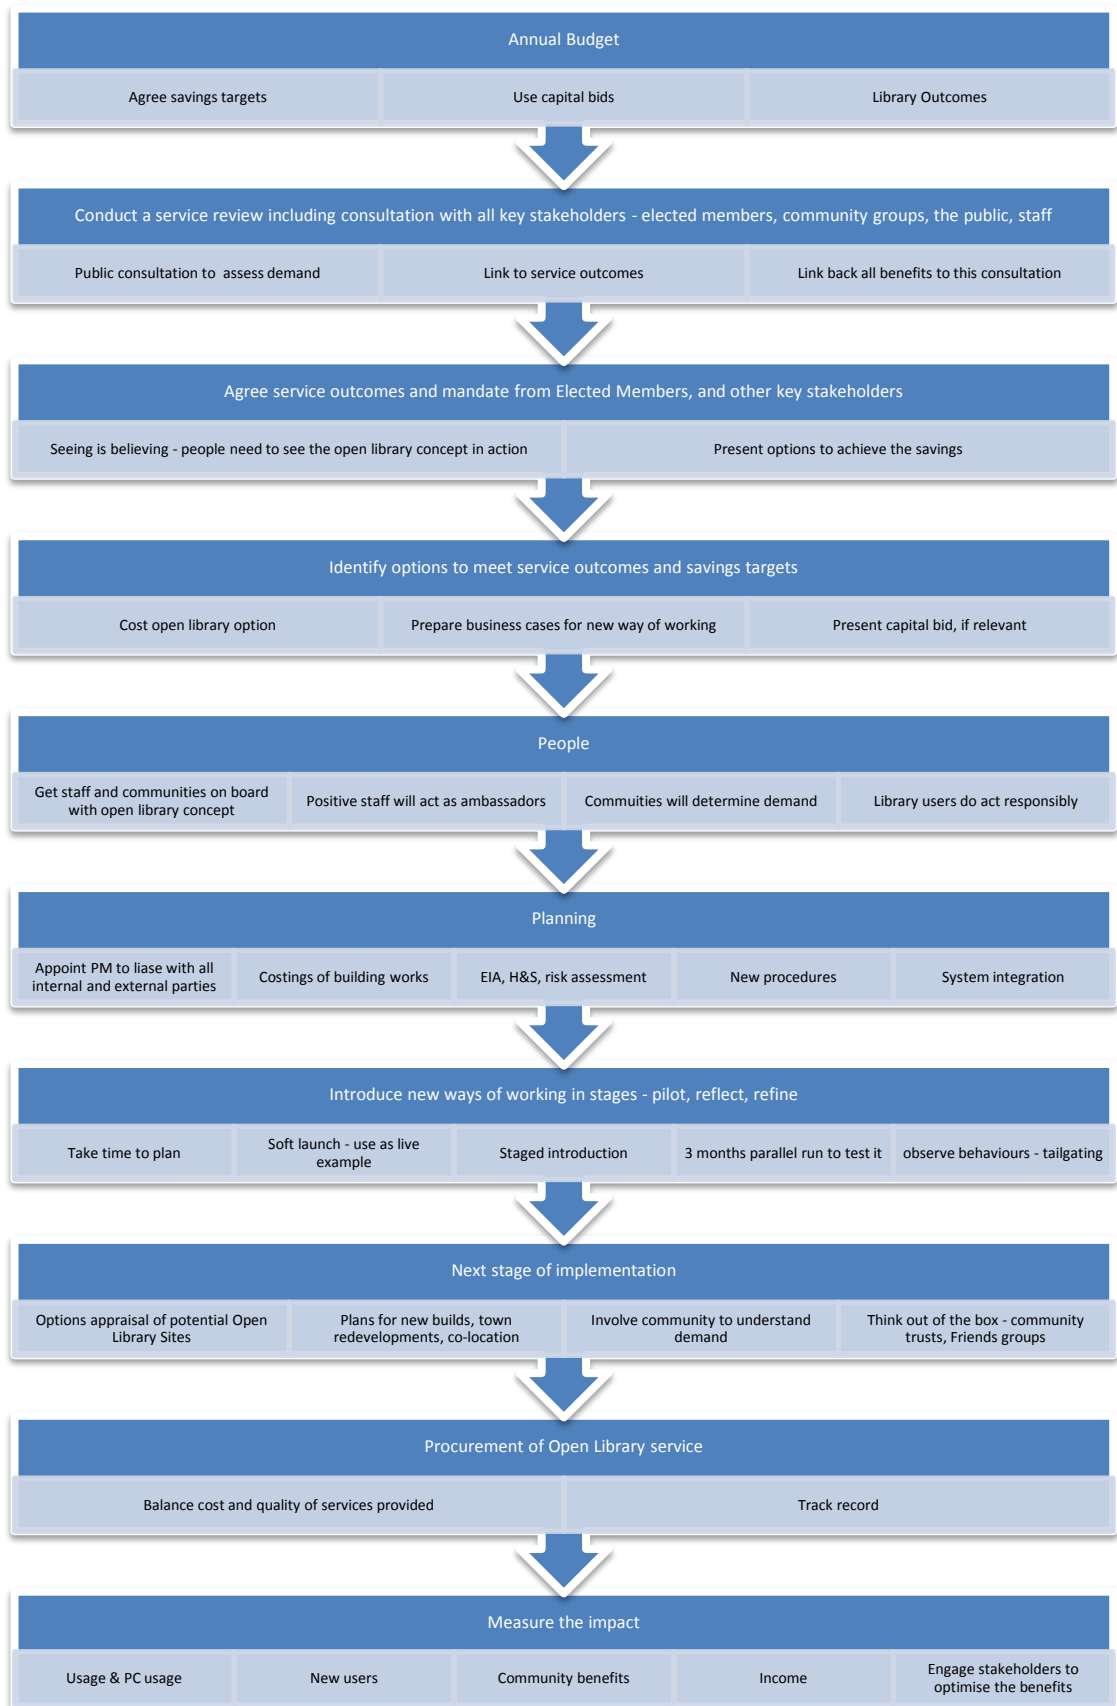 Annual Budget
Agree savings targets
Use capital bids
Library Outcomes
Conduct a service review including consultation with all key stakeholders - elected members, community groups, the public, staff
Public consultation to assess demand
Link to service outcomes
Link back all benefits to this consultation
Agree service outcomes and mandate from Elected Members, and other key stakeholders
Seeing is believing - people need to see the open library concept in action
Present options to achieve the savings
Identify options to meet service outcomes and savings targets
Cost open library option
Prepare business cases for new way of working
Present capital bid, if relevant
People
Get staff and communities on board
with open library concept
Positive staff will act as ambassadors
Commuities will determine demand
Library users do act responsibly
Planning
Appoint PM to liase with all
internal and external parties
Costings of building works
EIA, H&S, risk assessment
New procedures
System integration
Introduce new ways of working in stages - pilot, reflect, refine
Take time to plan
Soft launch - use as live
example
Staged introduction
3 months parallel run to test it
observe behaviours - tailgating
Next stage of implementation
Options appraisal of potential Open
Library Sites
Plans for new builds, town
redevelopments, co-location
Involve community to understand
demand
Think out of the box - community
trusts, Friends groups
Procurement of Open Library service
Balance cost and quality of services provided
Track record
Measure the impact
Usage & PC usage
New users
Community benefits
Income
Engage stakeholders to
optimise the benefits